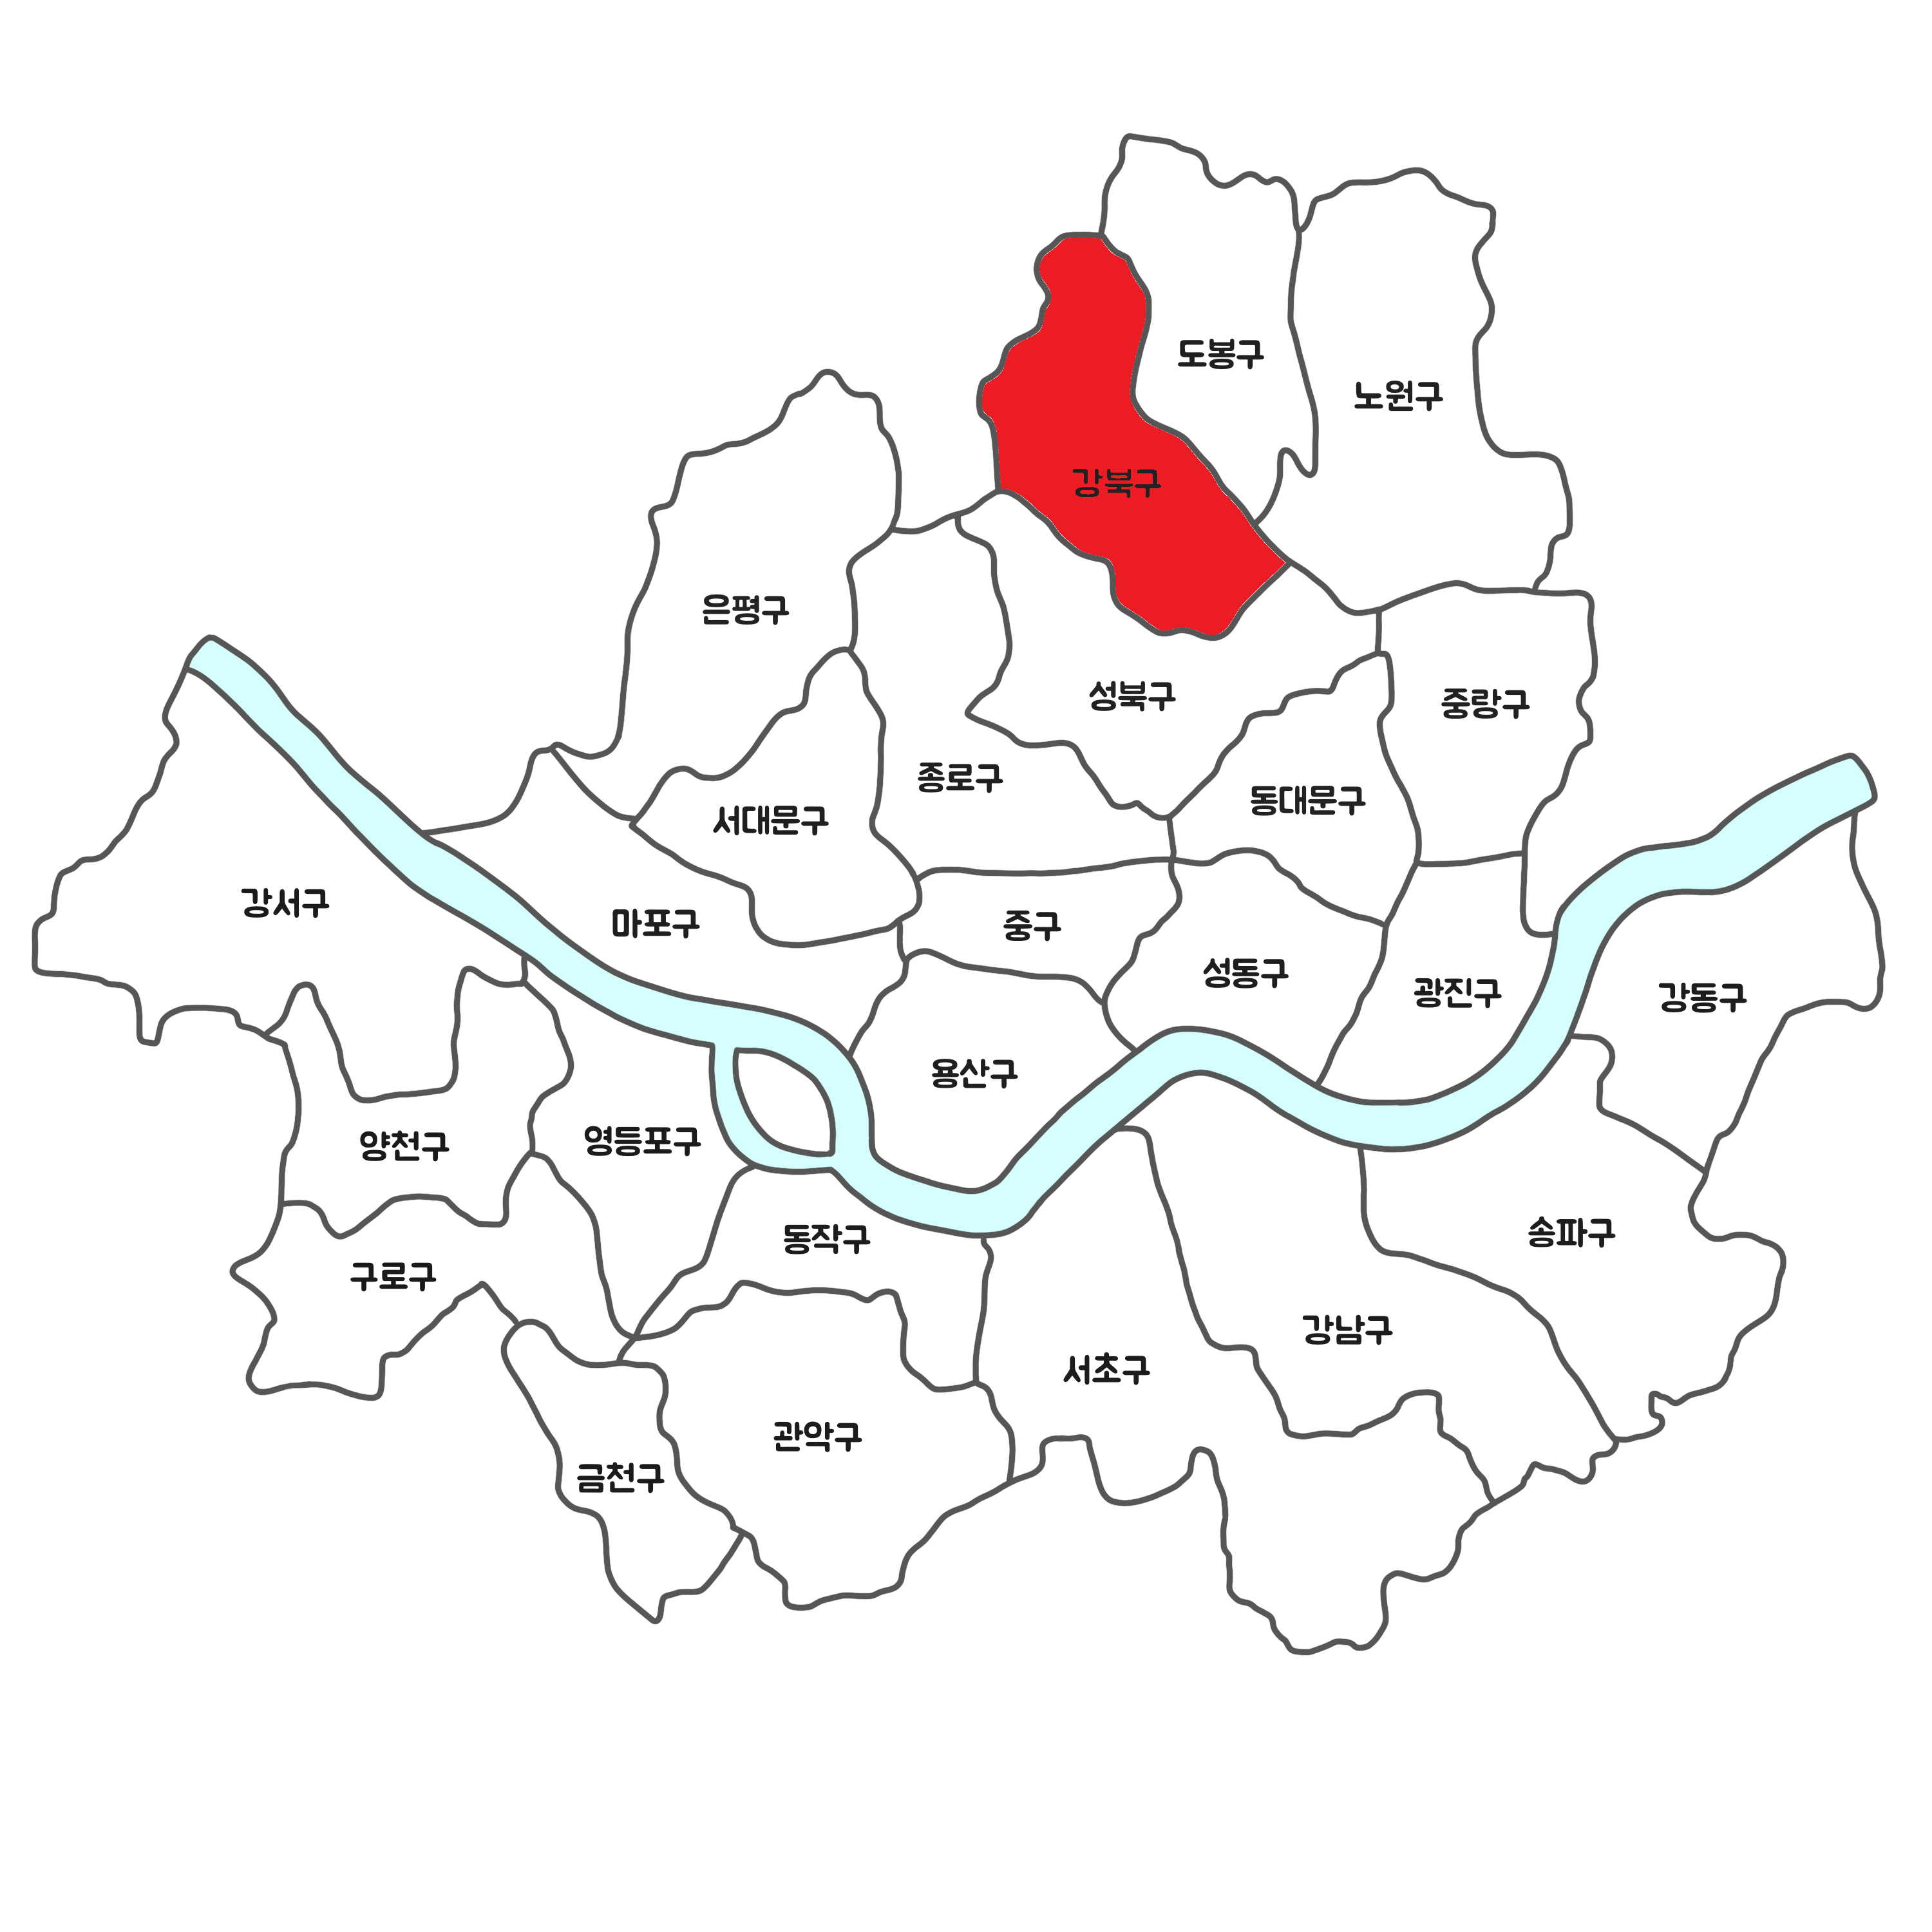 도봉구
노원구
강북구
은평구
성북구
중랑구
종로구
동대문구
서대문구
강서구
마포구
중구
성동구
광진구
강동구
용산구
양천구
영등포구
동작구
송파구
구로구
강남구
서초구
관악구
금천구